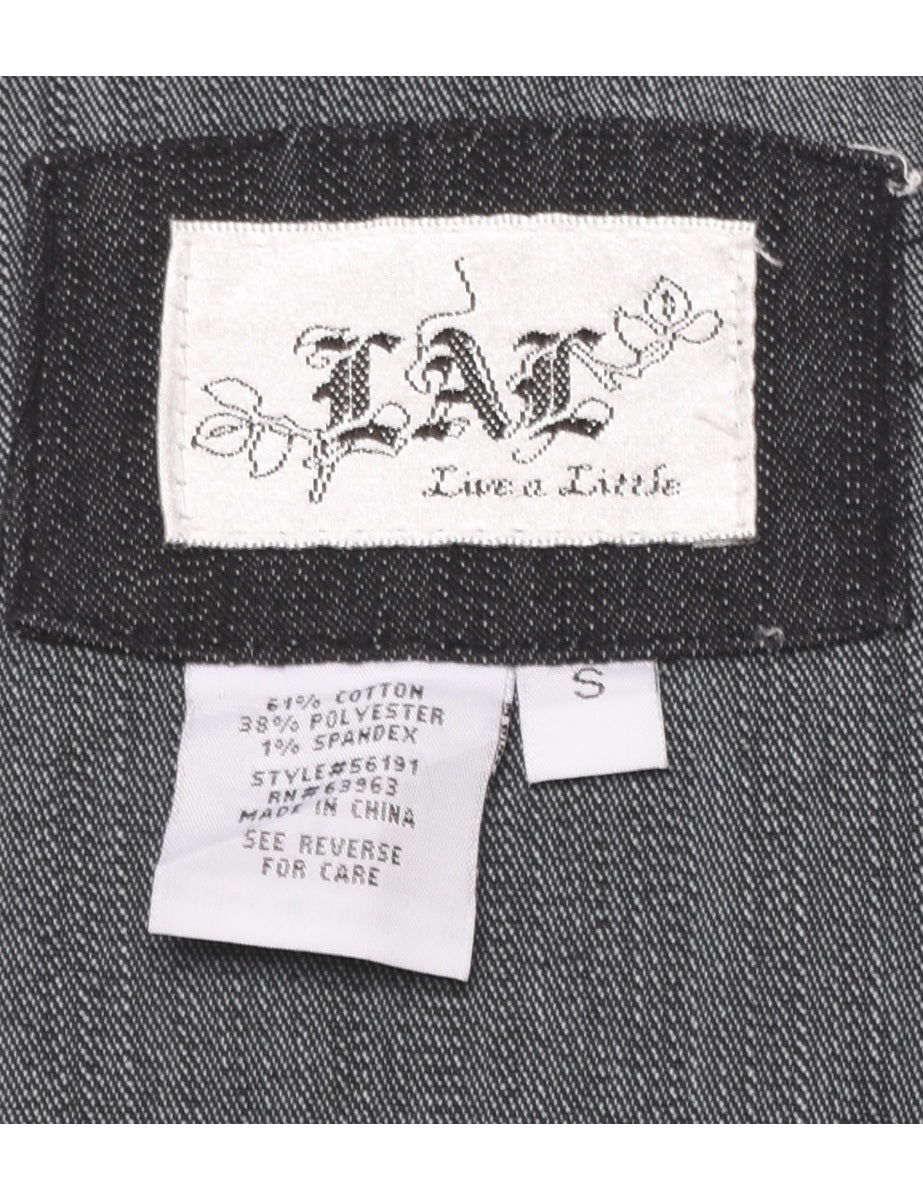 LAL
Live a Little
S
61% COTTON
38% POLYESTER
1% SPANDEX
STYLE#56191
RN#63963
MADE IN CHINA
SEE REVERSE
FOR CARE